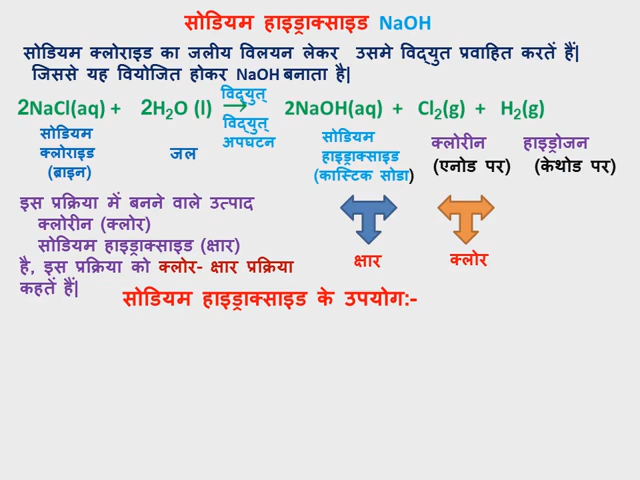 सोडियम हाइड्राक्साइड NaOH
सोडियम क्लोराइड का जलीय विलयन लेकर उसमे विद्युत प्रवाहित करतें हैं|
जिससे यह वियोजित होकर NaOH बनाता है|
2NaCl(aq) + 2H₂O (l) → 2NaOH(aq) + Cl₂(g) + H₂(g)
विद्युत्
विद्युत्
अपघटन
सोडियम
क्लोराइड
(ब्राइन)
जल
सोडियम
हाइड्राक्साइड
(कास्टिक सोडा)
क्लोरीन
(एनोड पर)
हाइड्रोजन
(केथोड पर)
इस प्रक्रिया में बनने वाले उत्पाद
क्लोरीन (क्लोर)
सोडियम हाइड्राक्साइड (क्षार)
है, इस प्रक्रिया को क्लोर- क्षार प्रक्रिया
कहतें हैं|
क्षार
क्लोर
सोडियम हाइड्राक्साइड के उपयोग:-